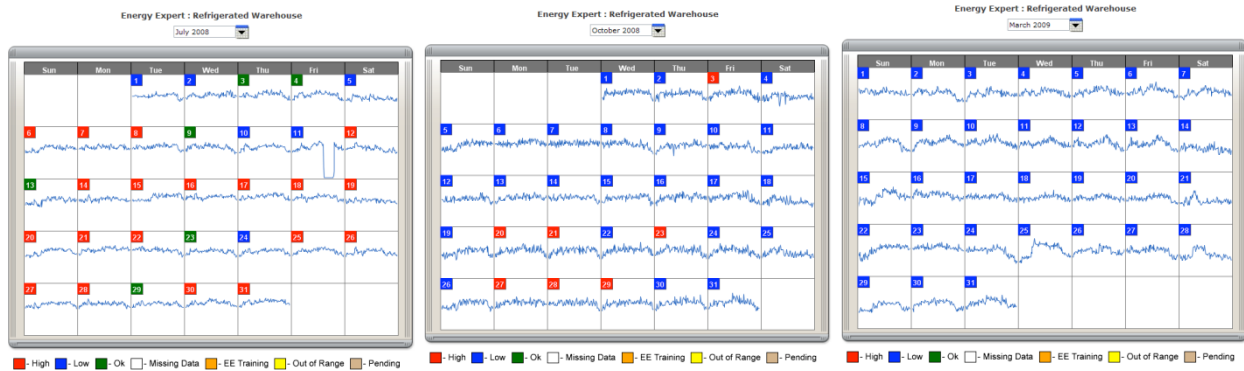 Energy Expert : Refrigerated Warehouse
July 2008
Sun Mon Tue Wed Thu Fri Sat
1 2 3 4 5
6 7 8 9 10 11 12
13 14 15 16 17 18 19
20 21 22 23 24 25 26
27 28 29 30 31
- High - Low - Ok - Missing Data - EE Training - Out of Range - Pending
Energy Expert : Refrigerated Warehouse
October 2008
Sun Mon Tue Wed Thu Fri Sat
1 2 3 4
5 6 7 8 9 10 11
12 13 14 15 16 17 18
19 20 21 22 23 24 25
26 27 28 29 30 31
- High - Low - Ok - Missing Data - EE Training - Out of Range - Pending
Energy Expert : Refrigerated Warehouse
March 2009
Sun Mon Tue Wed Thu Fri Sat
1 2 3 4 5 6 7
8 9 10 11 12 13 14
15 16 17 18 19 20 21
22 23 24 25 26 27 28
29 30 31
- High - Low - Ok - Missing Data - EE Training - Out of Range - Pending